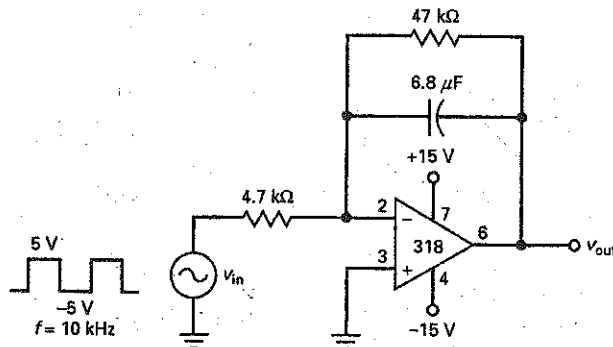 47 kΩ
6.8 μF
+15 V
4.7 kΩ
2
−
7
6
318
v_out
3
+
4
−15 V
v_in
5 V
−5 V
f = 10 kHz